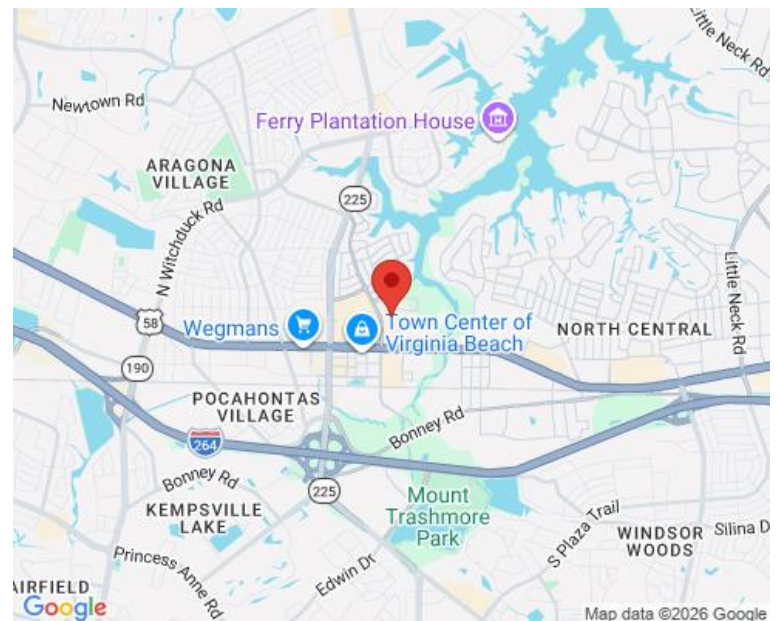 Little Neck Rd
Newtown Rd
Ferry Plantation House
ARAGONA
VILLAGE
225
N Witchduck Rd
Little Neck Rd
58
Wegmans
Town Center of
Virginia Beach
NORTH CENTRAL
190
POCAHONTAS
VILLAGE
Bonney Rd
264
Bonney Rd
225
KEMPSVILLE
LAKE
Mount
Trashmore
Park
S Plaza Trail
WINDSOR
WOODS
Silina D
Princess Anne Rd
Edwin Dr
AIRFIELD
Google
Map data ©2026 Google